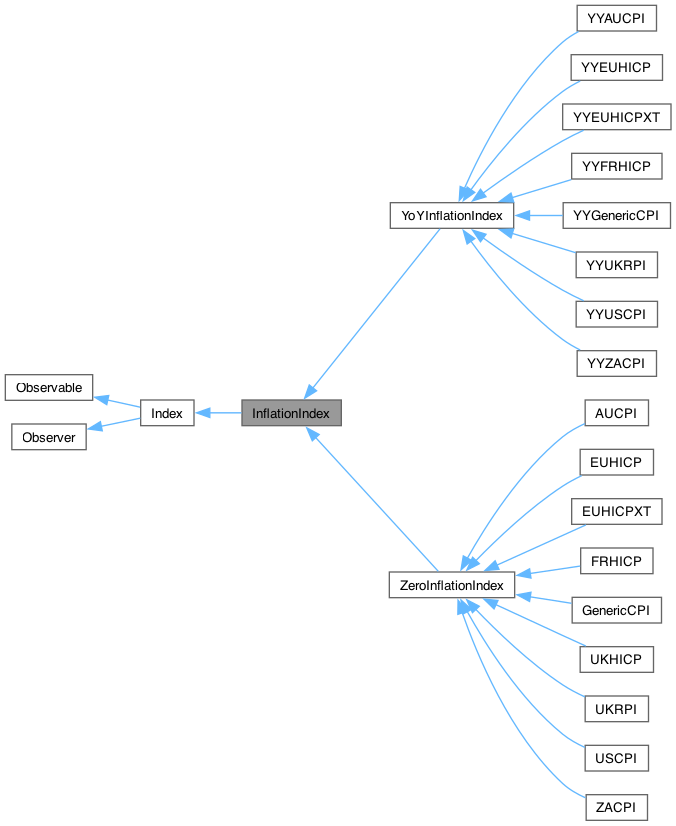 YYAUCPI
YYEUHICP
YYEUHICPXT
YYFRHICP
YoYInflationIndex
YYGenericCPI
YYUKRPI
YYUSCPI
YYZACPI
Observable
Index
InflationIndex
AUCPI
Observer
EUHICP
EUHICPXT
FRHICP
ZeroInflationIndex
GenericCPI
UKHICP
UKRPI
USCPI
ZACPI